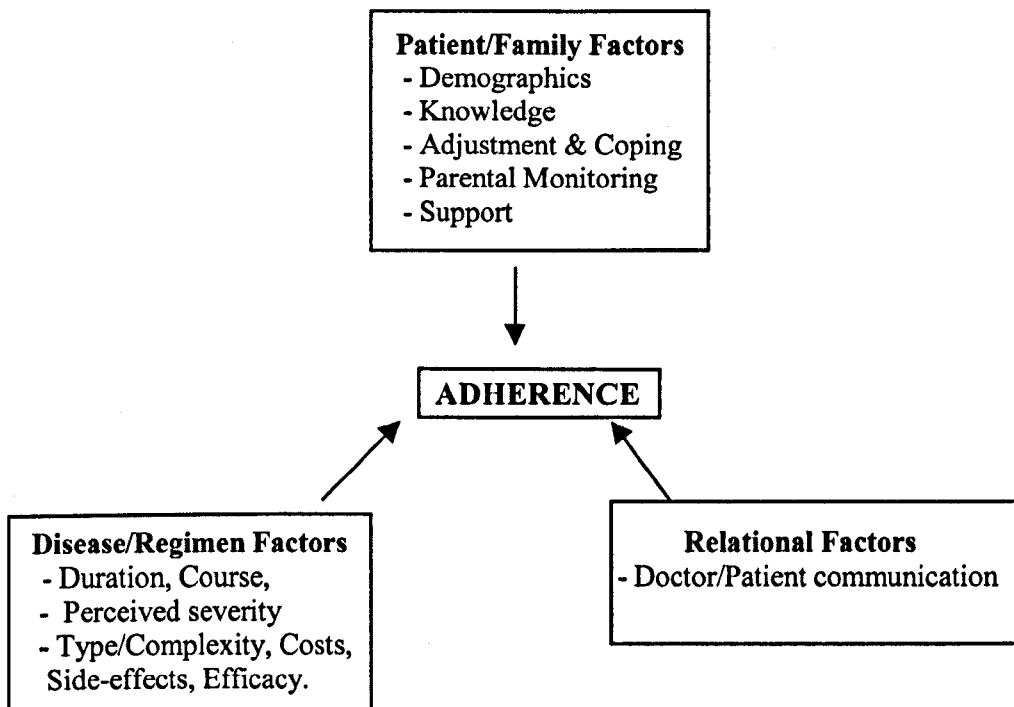 Patient/Family Factors
- Demographics
- Knowledge
- Adjustment & Coping
- Parental Monitoring
- Support
ADHERENCE
Disease/Regimen Factors
- Duration, Course,
- Perceived severity
- Type/Complexity, Costs,
Side-effects, Efficacy.
Relational Factors
- Doctor/Patient communication